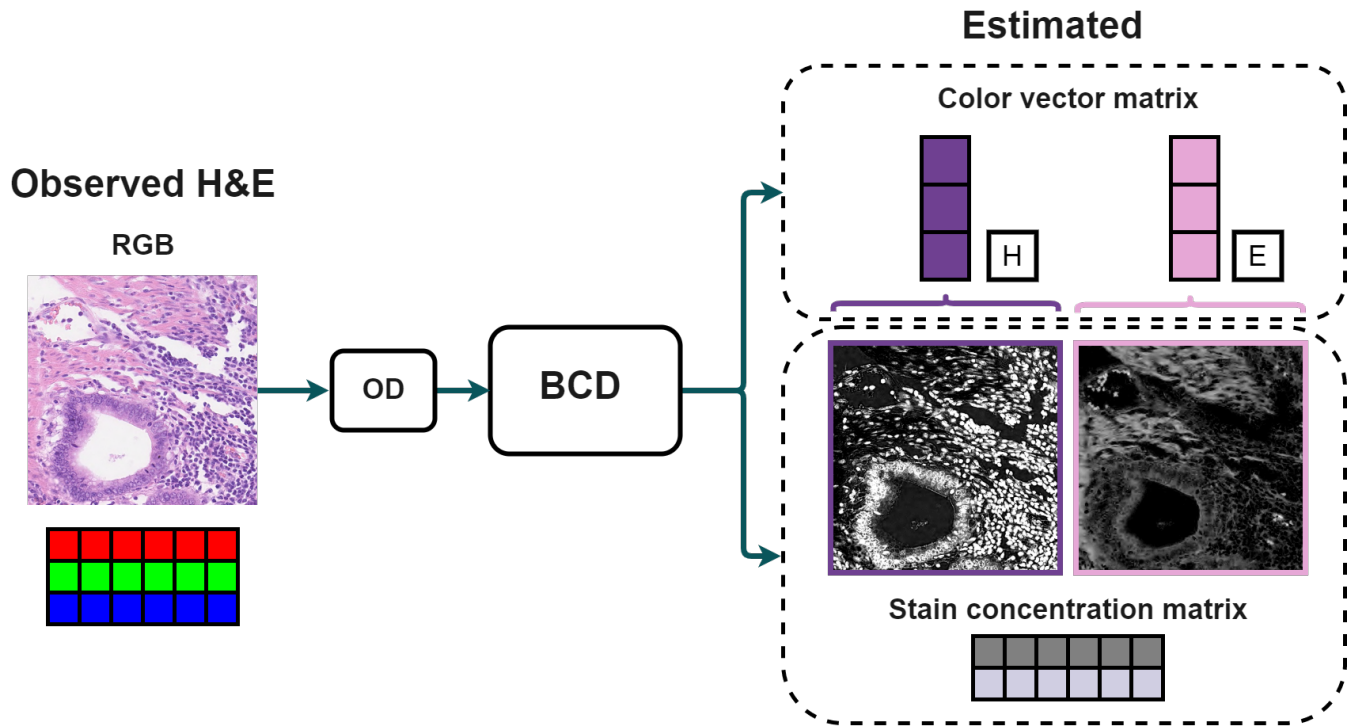 Observed H&E
RGB
OD
BCD
Estimated
Color vector matrix
H
E
Stain concentration matrix